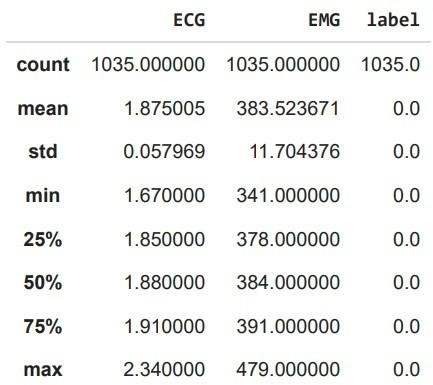 ECG EMG label
count 1035.000000 1035.000000 1035.0
mean 1.875005 383.523671 0.0
std 0.057969 11.704376 0.0
min 1.670000 341.000000 0.0
25% 1.850000 378.000000 0.0
50% 1.880000 384.000000 0.0
75% 1.910000 391.000000 0.0
max 2.340000 479.000000 0.0